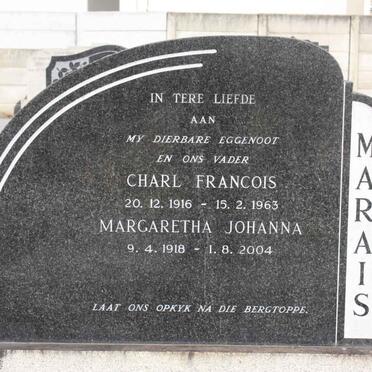 IN TERE LIEFDE
AAN
MY DIERBARE EGGENOOT
EN ONS VADER
CHARL FRANCOIS
20. 12. 1916 - 15. 2. 1963
MARGARETHA JOHANNA
9. 4. 1918 - 1. 8. 2004
LAAT ONS OPKYK NA DIE BERGTOPPE.
MARAIS